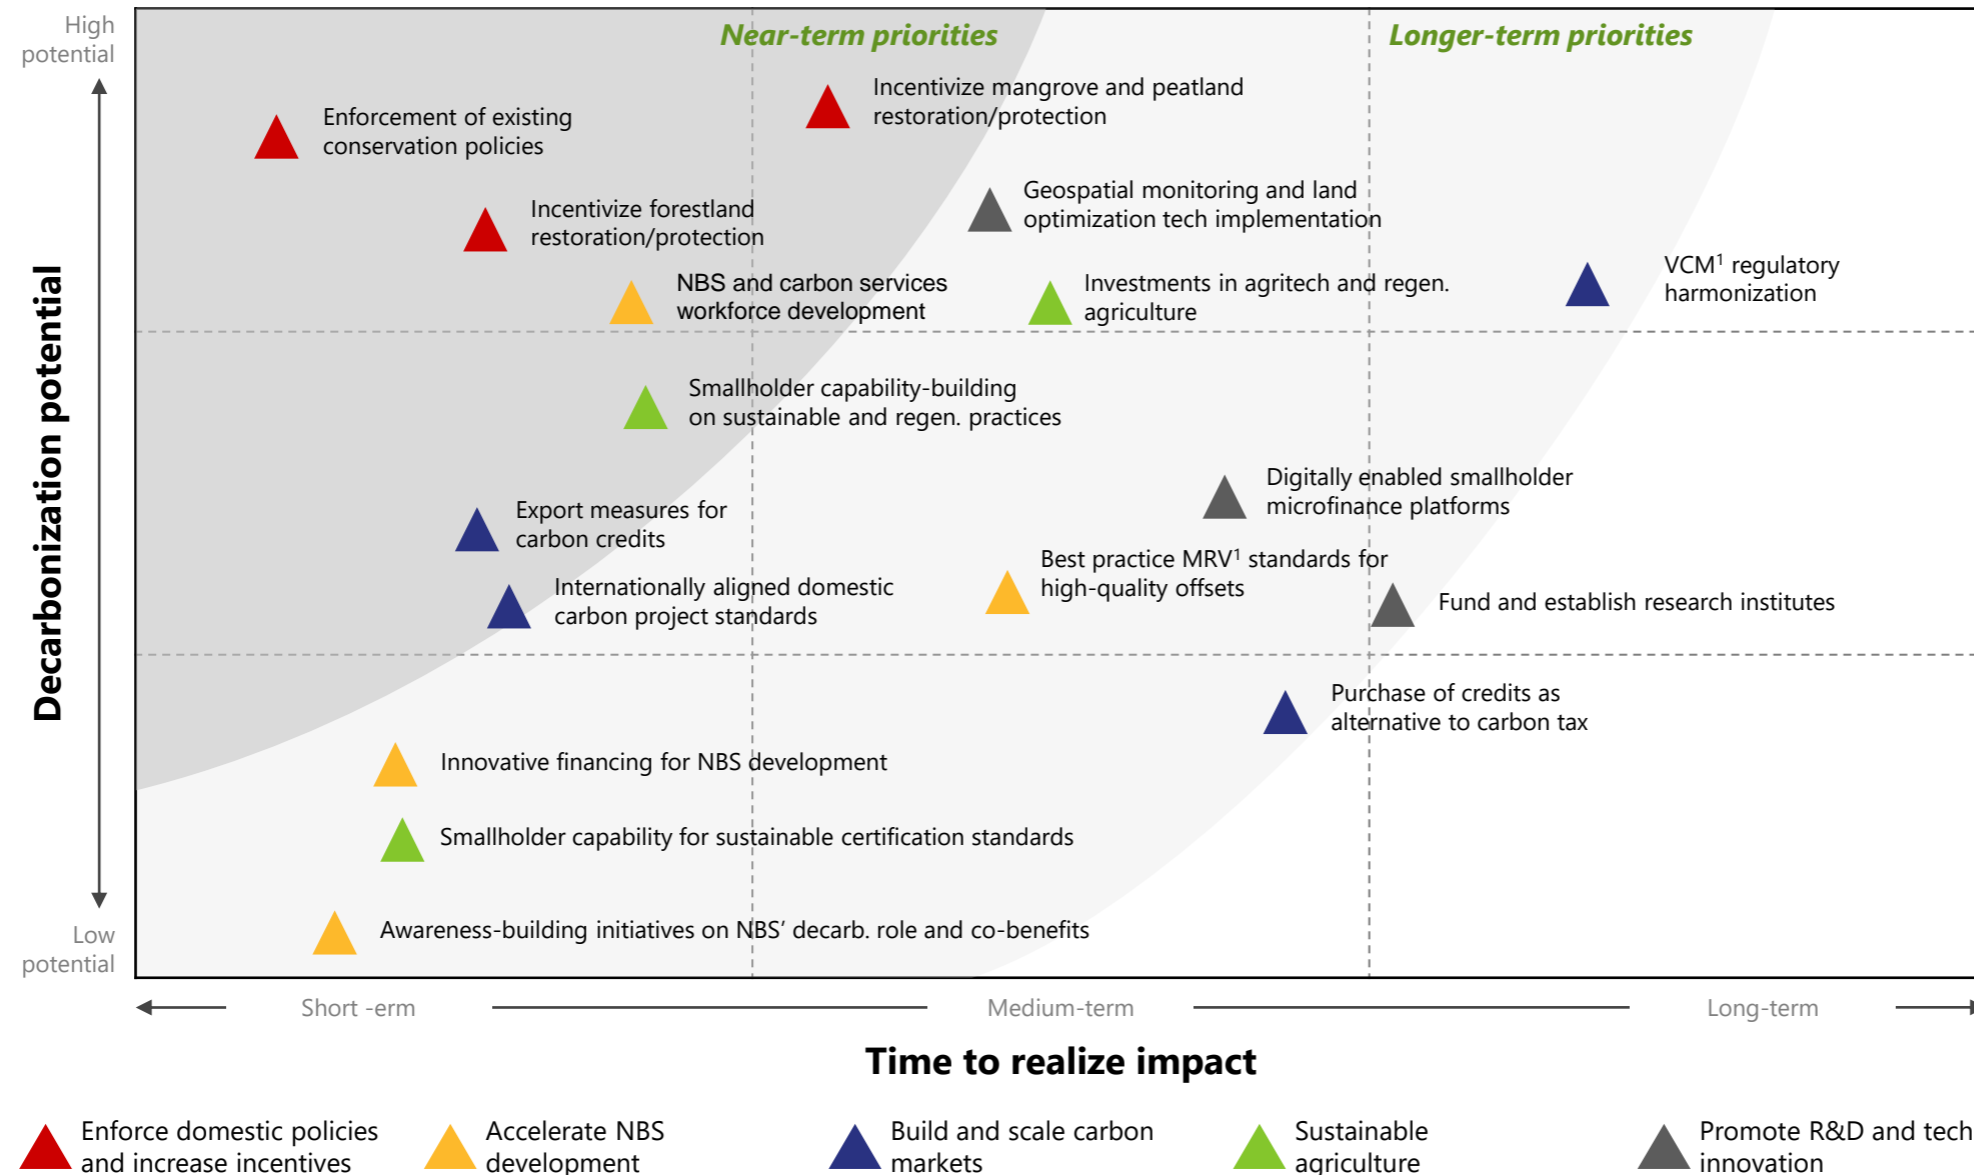 High
potential
Near-term priorities
Longer-term priorities
Enforcement of existing
conservation policies
Incentivize mangrove and peatland
restoration/protection
Incentivize forestland
restoration/protection
Geospatial monitoring and land
optimization tech implementation
NBS and carbon services
workforce development
Investments in agritech and regen.
agriculture
VCM¹ regulatory
harmonization
Smallholder capability-building
on sustainable and regen. practices
Decarbonization potential
Export measures for
carbon credits
Digitally enabled smallholder
microfinance platforms
Internationally aligned domestic
carbon project standards
Best practice MRV¹ standards for
high-quality offsets
Fund and establish research institutes
Purchase of credits as
alternative to carbon tax
Innovative financing for NBS development
Smallholder capability for sustainable certification standards
Awareness-building initiatives on NBS’ decarb. role and co-benefits
Low
potential
Short -erm
Medium-term
Long-term
Time to realize impact
Enforce domestic policies
and increase incentives
Accelerate NBS
development
Build and scale carbon
markets
Sustainable
agriculture
Promote R&D and tech
innovation